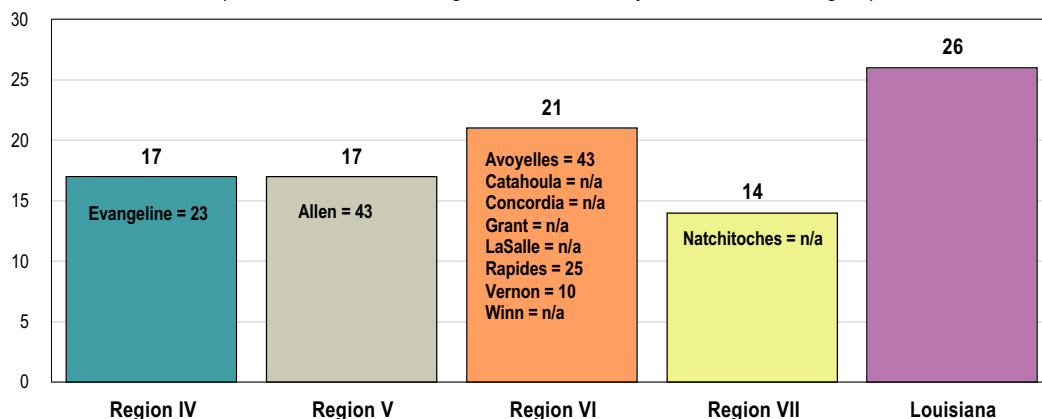 30
25
20
15
10
5
0
17
Evangeline = 23
17
Allen = 43
21
Avoyelles = 43
Catahoula = n/a
Concordia = n/a
Grant = n/a
LaSalle = n/a
Rapides = 25
Vernon = 10
Winn = n/a
14
Natchitoches = n/a
26
Region IV
Region V
Region VI
Region VII
Louisiana